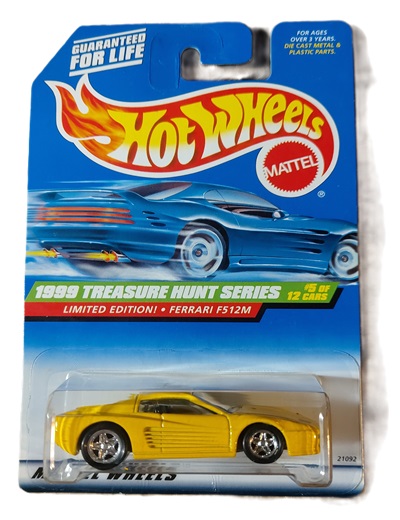 GUARANTEED
FOR LIFE
FOR AGES
OVER 3 YEARS.
DIE CAST METAL &
PLASTIC PARTS.
HOT WHEELS
MATTEL
®
1999 TREASURE HUNT SERIES #5 OF
12 CARS
LIMITED EDITION! • FERRARI F512M
21092
WHEELS